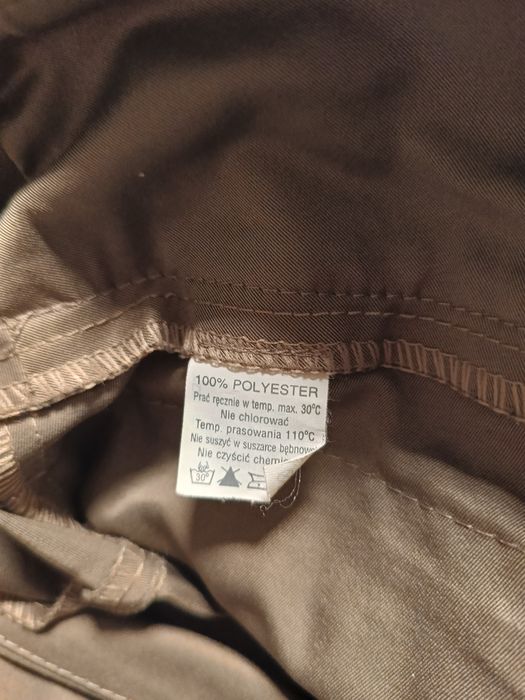 100% POLYESTER
Prać ręcznie w temp. max. 30°C
Nie chlorować
Temp. prasowania 110°C
Nie suszyć w suszarce bębnowej
Nie czyścić chemi
30°